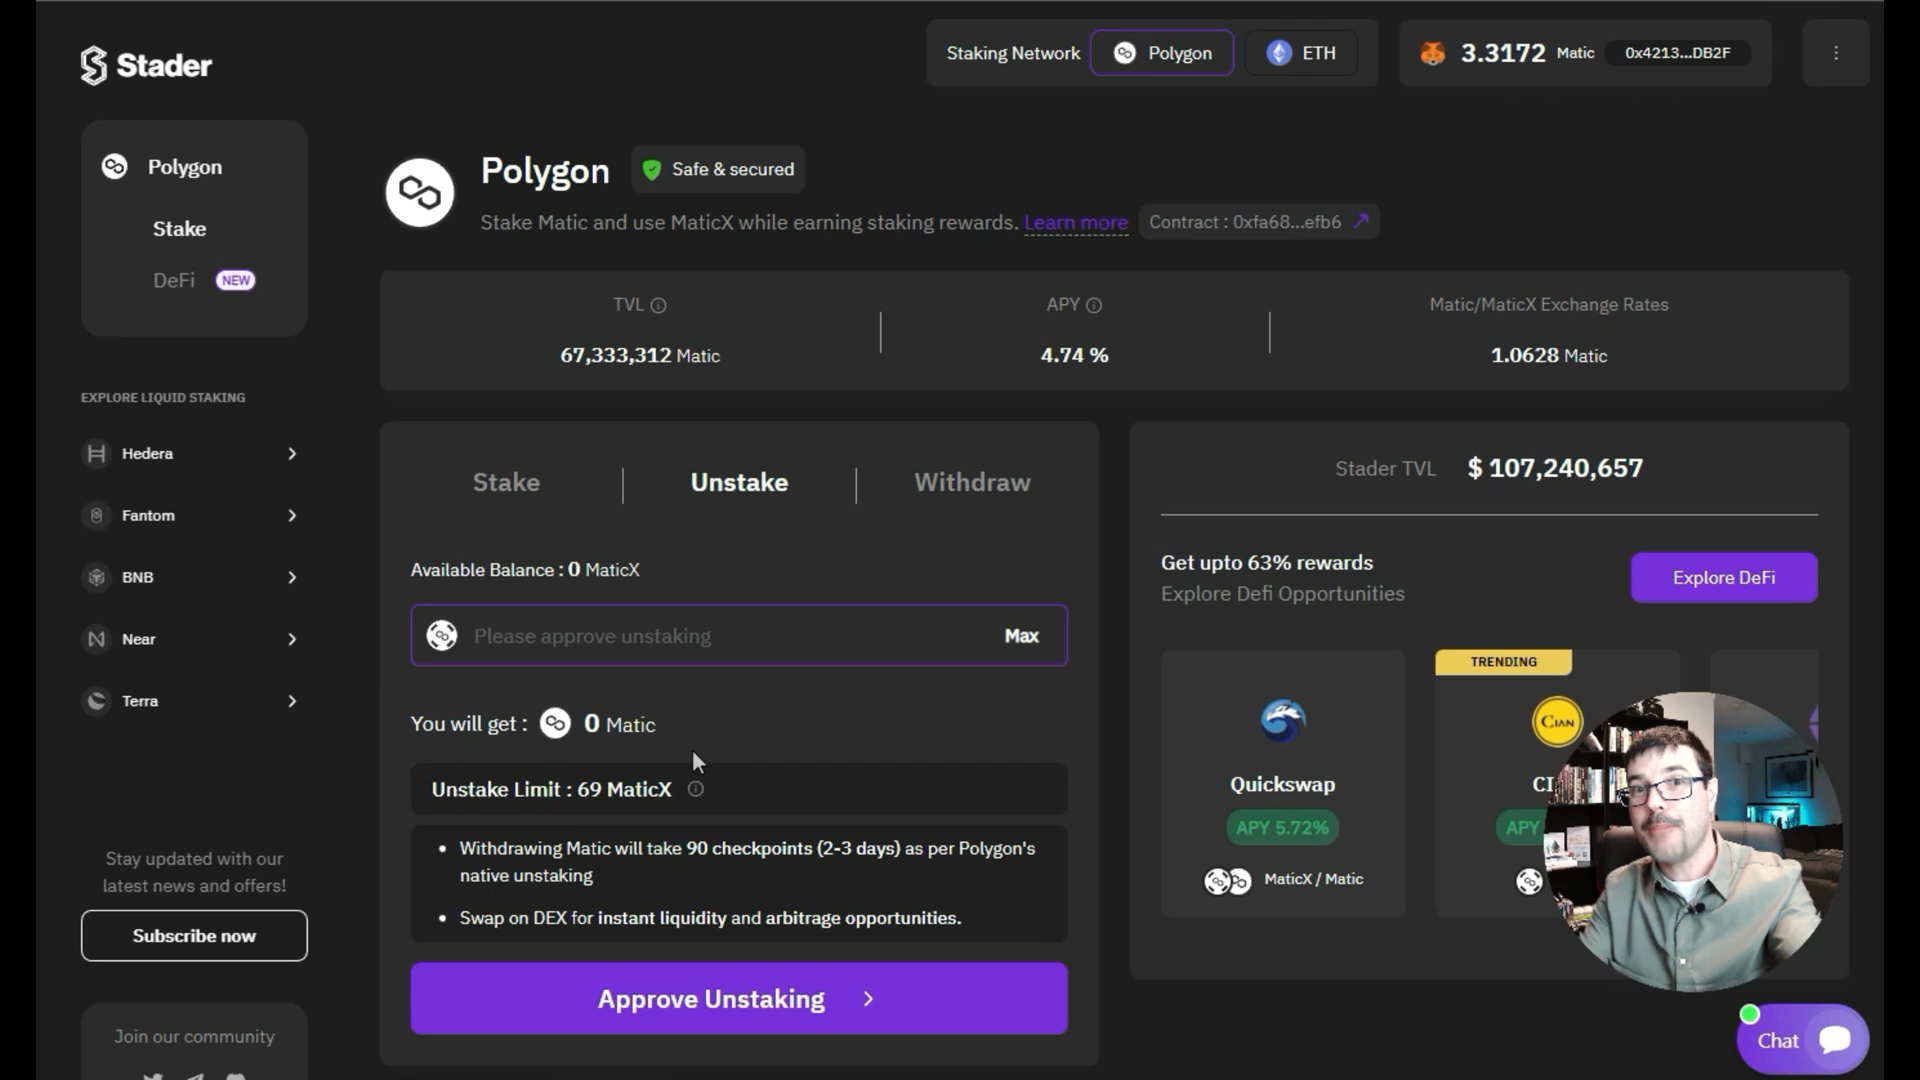 Stader
Staking Network
Polygon
ETH
3.3172 Matic
0x4213...DB2F
Polygon
Stake
DeFi NEW
EXPLORE LIQUID STAKING
Hedera
Fantom
BNB
Near
Terra
Stay updated with our
latest news and offers!
Subscribe now
Join our community
Polygon
Safe & secured
Stake Matic and use MaticX while earning staking rewards. Learn more
Contract : 0xfa68...efb6
TVL
67,333,312 Matic
APY
4.74 %
Matic/MaticX Exchange Rates
1.0628 Matic
Stake
Unstake
Withdraw
Available Balance : 0 MaticX
Please approve unstaking
Max
You will get : 0 Matic
Unstake Limit : 69 MaticX
• Withdrawing Matic will take 90 checkpoints (2-3 days) as per Polygon's
native unstaking
• Swap on DEX for instant liquidity and arbitrage opportunities.
Approve Unstaking
Stader TVL $ 107,240,657
Get upto 63% rewards
Explore Defi Opportunities
Explore DeFi
Quickswap
APY 5.72%
MaticX / Matic
TRENDING
CIAN
APY
Chat